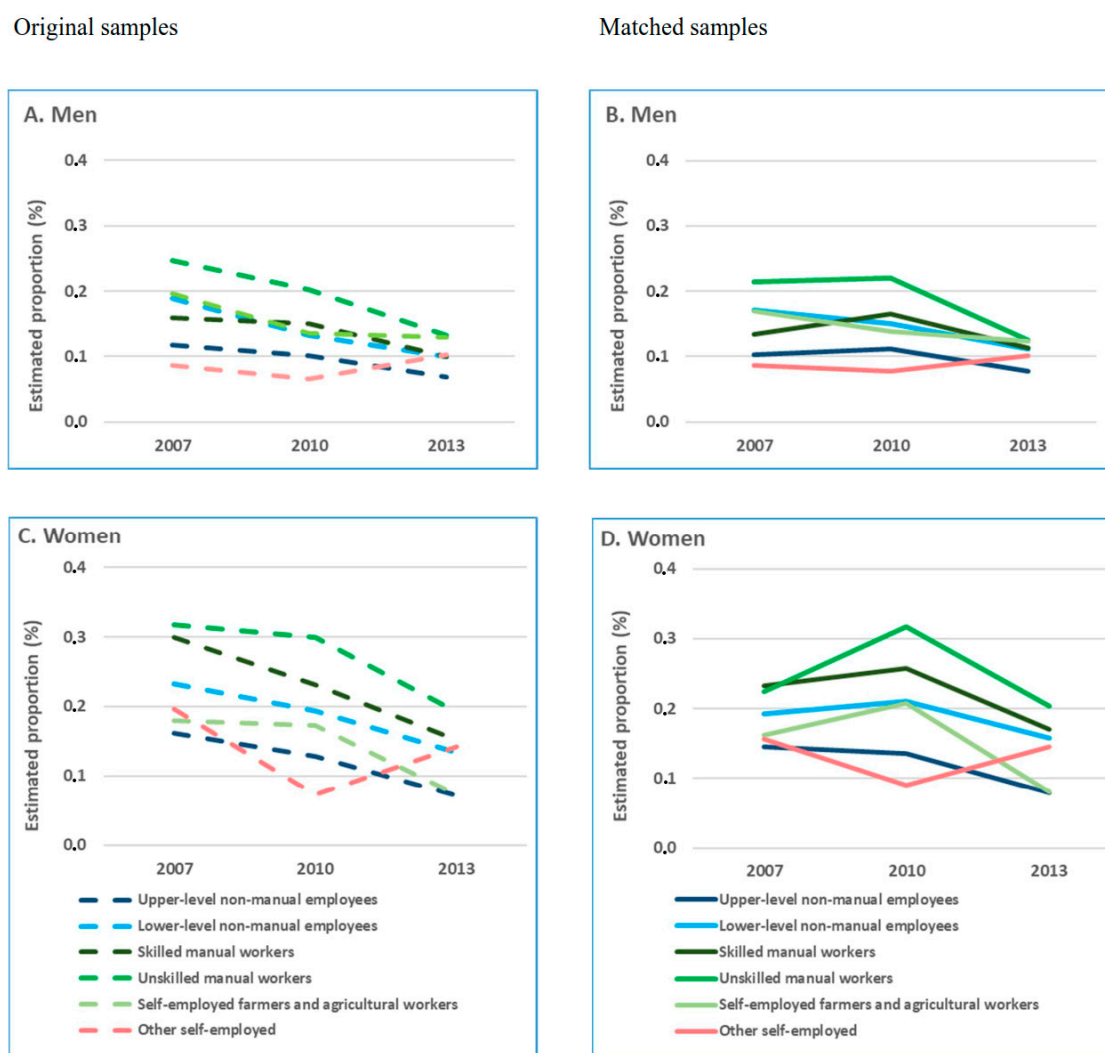 Original samples
Matched samples
A. Men
Estimated proportion (%)
0.4
0.3
0.2
0.1
0.0
2007 2010 2013
B. Men
Estimated proportion (%)
0.4
0.3
0.2
0.1
0.0
2007 2010 2013
C. Women
Estimated proportion (%)
0.4
0.3
0.2
0.1
0.0
2007 2010 2013
Upper-level non-manual employees
Lower-level non-manual employees
Skilled manual workers
Unskilled manual workers
Self-employed farmers and agricultural workers
Other self-employed
D. Women
Estimated proportion (%)
0.4
0.3
0.2
0.1
0.0
2007 2010 2013
Upper-level non-manual employees
Lower-level non-manual employees
Skilled manual workers
Unskilled manual workers
Self-employed farmers and agricultural workers
Other self-employed